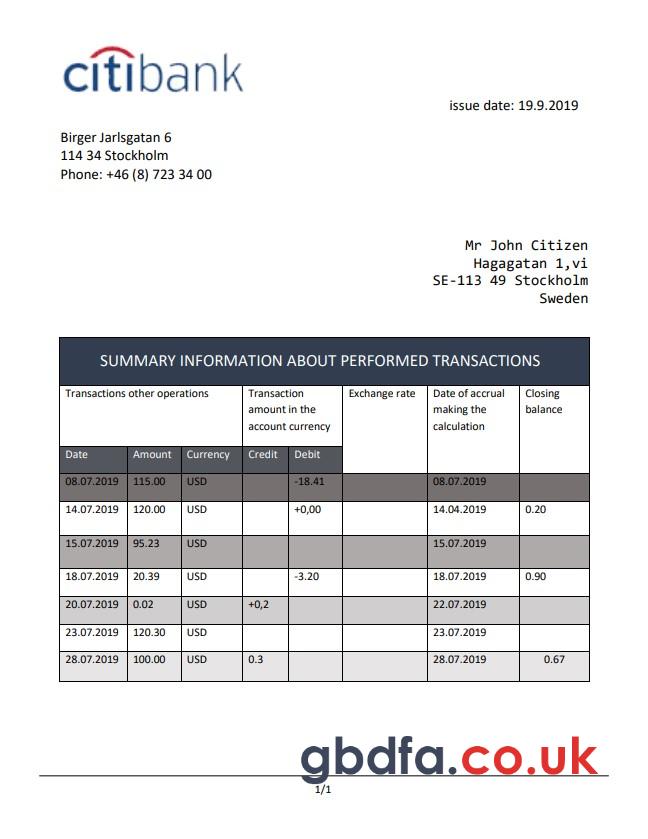 citibank
issue date: 19.9.2019
Birger Jarlsgatan 6
114 34 Stockholm
Phone: +46 (8) 723 34 00
Mr John Citizen
Hagagatan 1,vi
SE-113 49 Stockholm
Sweden
SUMMARY INFORMATION ABOUT PERFORMED TRANSACTIONS
Transactions other operations Transaction amount in the account currency Exchange rate Date of accrual making the calculation Closing balance
Date Amount Currency Credit Debit
08.07.2019 115.00 USD -18.41 08.07.2019
14.07.2019 120.00 USD +0,00 14.04.2019 0.20
15.07.2019 95.23 USD 15.07.2019
18.07.2019 20.39 USD -3.20 18.07.2019 0.90
20.07.2019 0.02 USD +0,2 22.07.2019
23.07.2019 120.30 USD 23.07.2019
28.07.2019 100.00 USD 0.3 28.07.2019 0.67
gbdfa.co.uk
1/1